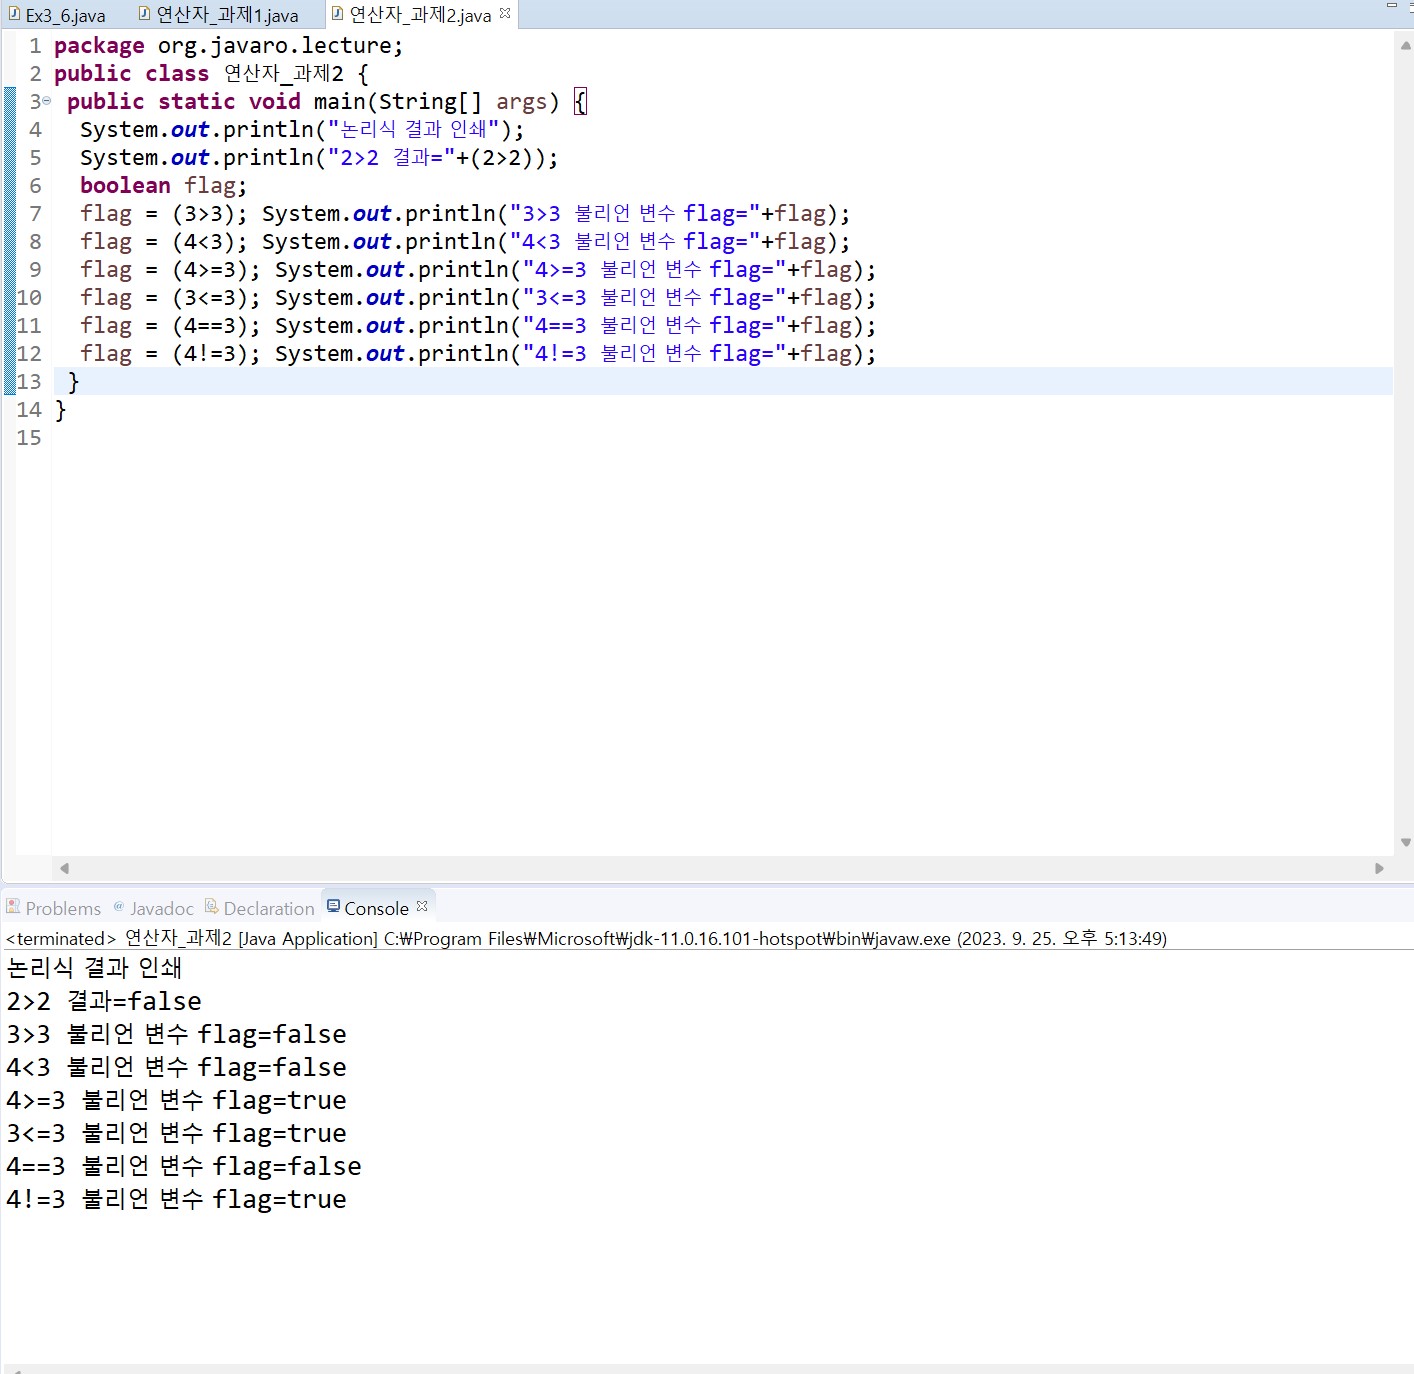 Ex3_6.java 연산자_과제1.java 연산자_과제2.java
1 package org.javaro.lecture;
2 public class 연산자_과제2 {
3 public static void main(String[] args) {
4 System.out.println("논리식 결과 인쇄");
5 System.out.println("2>2 결과="+(2>2));
6 boolean flag;
7 flag = (3>3); System.out.println("3>3 불리언 변수 flag="+flag);
8 flag = (4<3); System.out.println("4<3 불리언 변수 flag="+flag);
9 flag = (4>=3); System.out.println("4>=3 불리언 변수 flag="+flag);
10 flag = (3<=3); System.out.println("3<=3 불리언 변수 flag="+flag);
11 flag = (4==3); System.out.println("4==3 불리언 변수 flag="+flag);
12 flag = (4!=3); System.out.println("4!=3 불리언 변수 flag="+flag);
13 }
14 }
15
Problems @ Javadoc Declaration Console
<terminated> 연산자_과제2 [Java Application] C:₩Program Files₩Microsoft₩jdk-11.0.16.101-hotspot₩bin₩javaw.exe (2023. 9. 25. 오후 5:13:49)
논리식 결과 인쇄
2>2 결과=false
3>3 불리언 변수 flag=false
4<3 불리언 변수 flag=false
4>=3 불리언 변수 flag=true
3<=3 불리언 변수 flag=true
4==3 불리언 변수 flag=false
4!=3 불리언 변수 flag=true